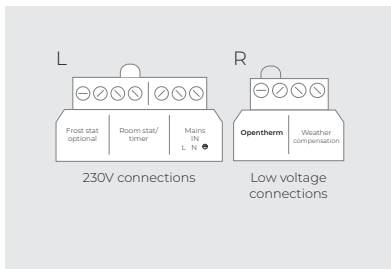 L
Frost stat
optional
Room stat/
timer
Mains
IN
L N
230V connections
R
Opentherm
Weather
compensation
Low voltage
connections